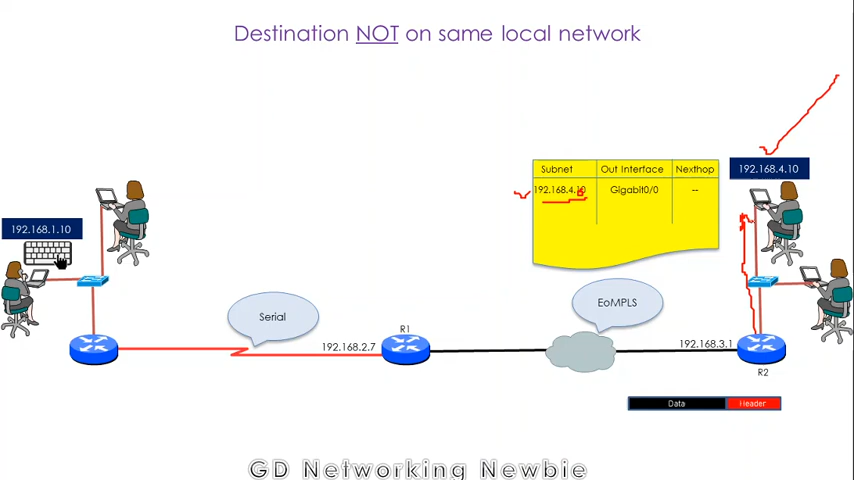 Destination NOT on same local network
Subnet Out Interface Nexthop
192.168.4.10 Gigabit0/0 --
192.168.4.10
192.168.1.10
Serial
EoMPLS
192.168.2.7
R1
192.168.3.1
R2
Data Header
GD Networking Newbie